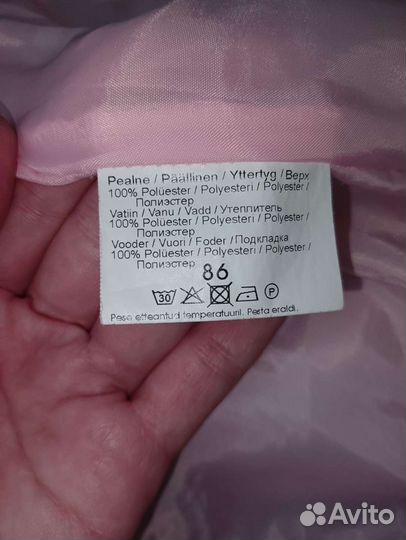 Pealne / Päällinen / Yttertyg / Верх
100% Polüester / Polyesteri / Polyester /
Полиэстер
Vatiin / Vanu / Vadd / Утеплитель
100% Polüester / Polyesteri / Polyester /
Полиэстер
Vooder / Vuori / Foder / Подкладка
100% Polüester / Polyesteri / Polyester /
Полиэстер
86
30 P
Pese etteantud temperatuuril. Pesta eraldi.
Avito